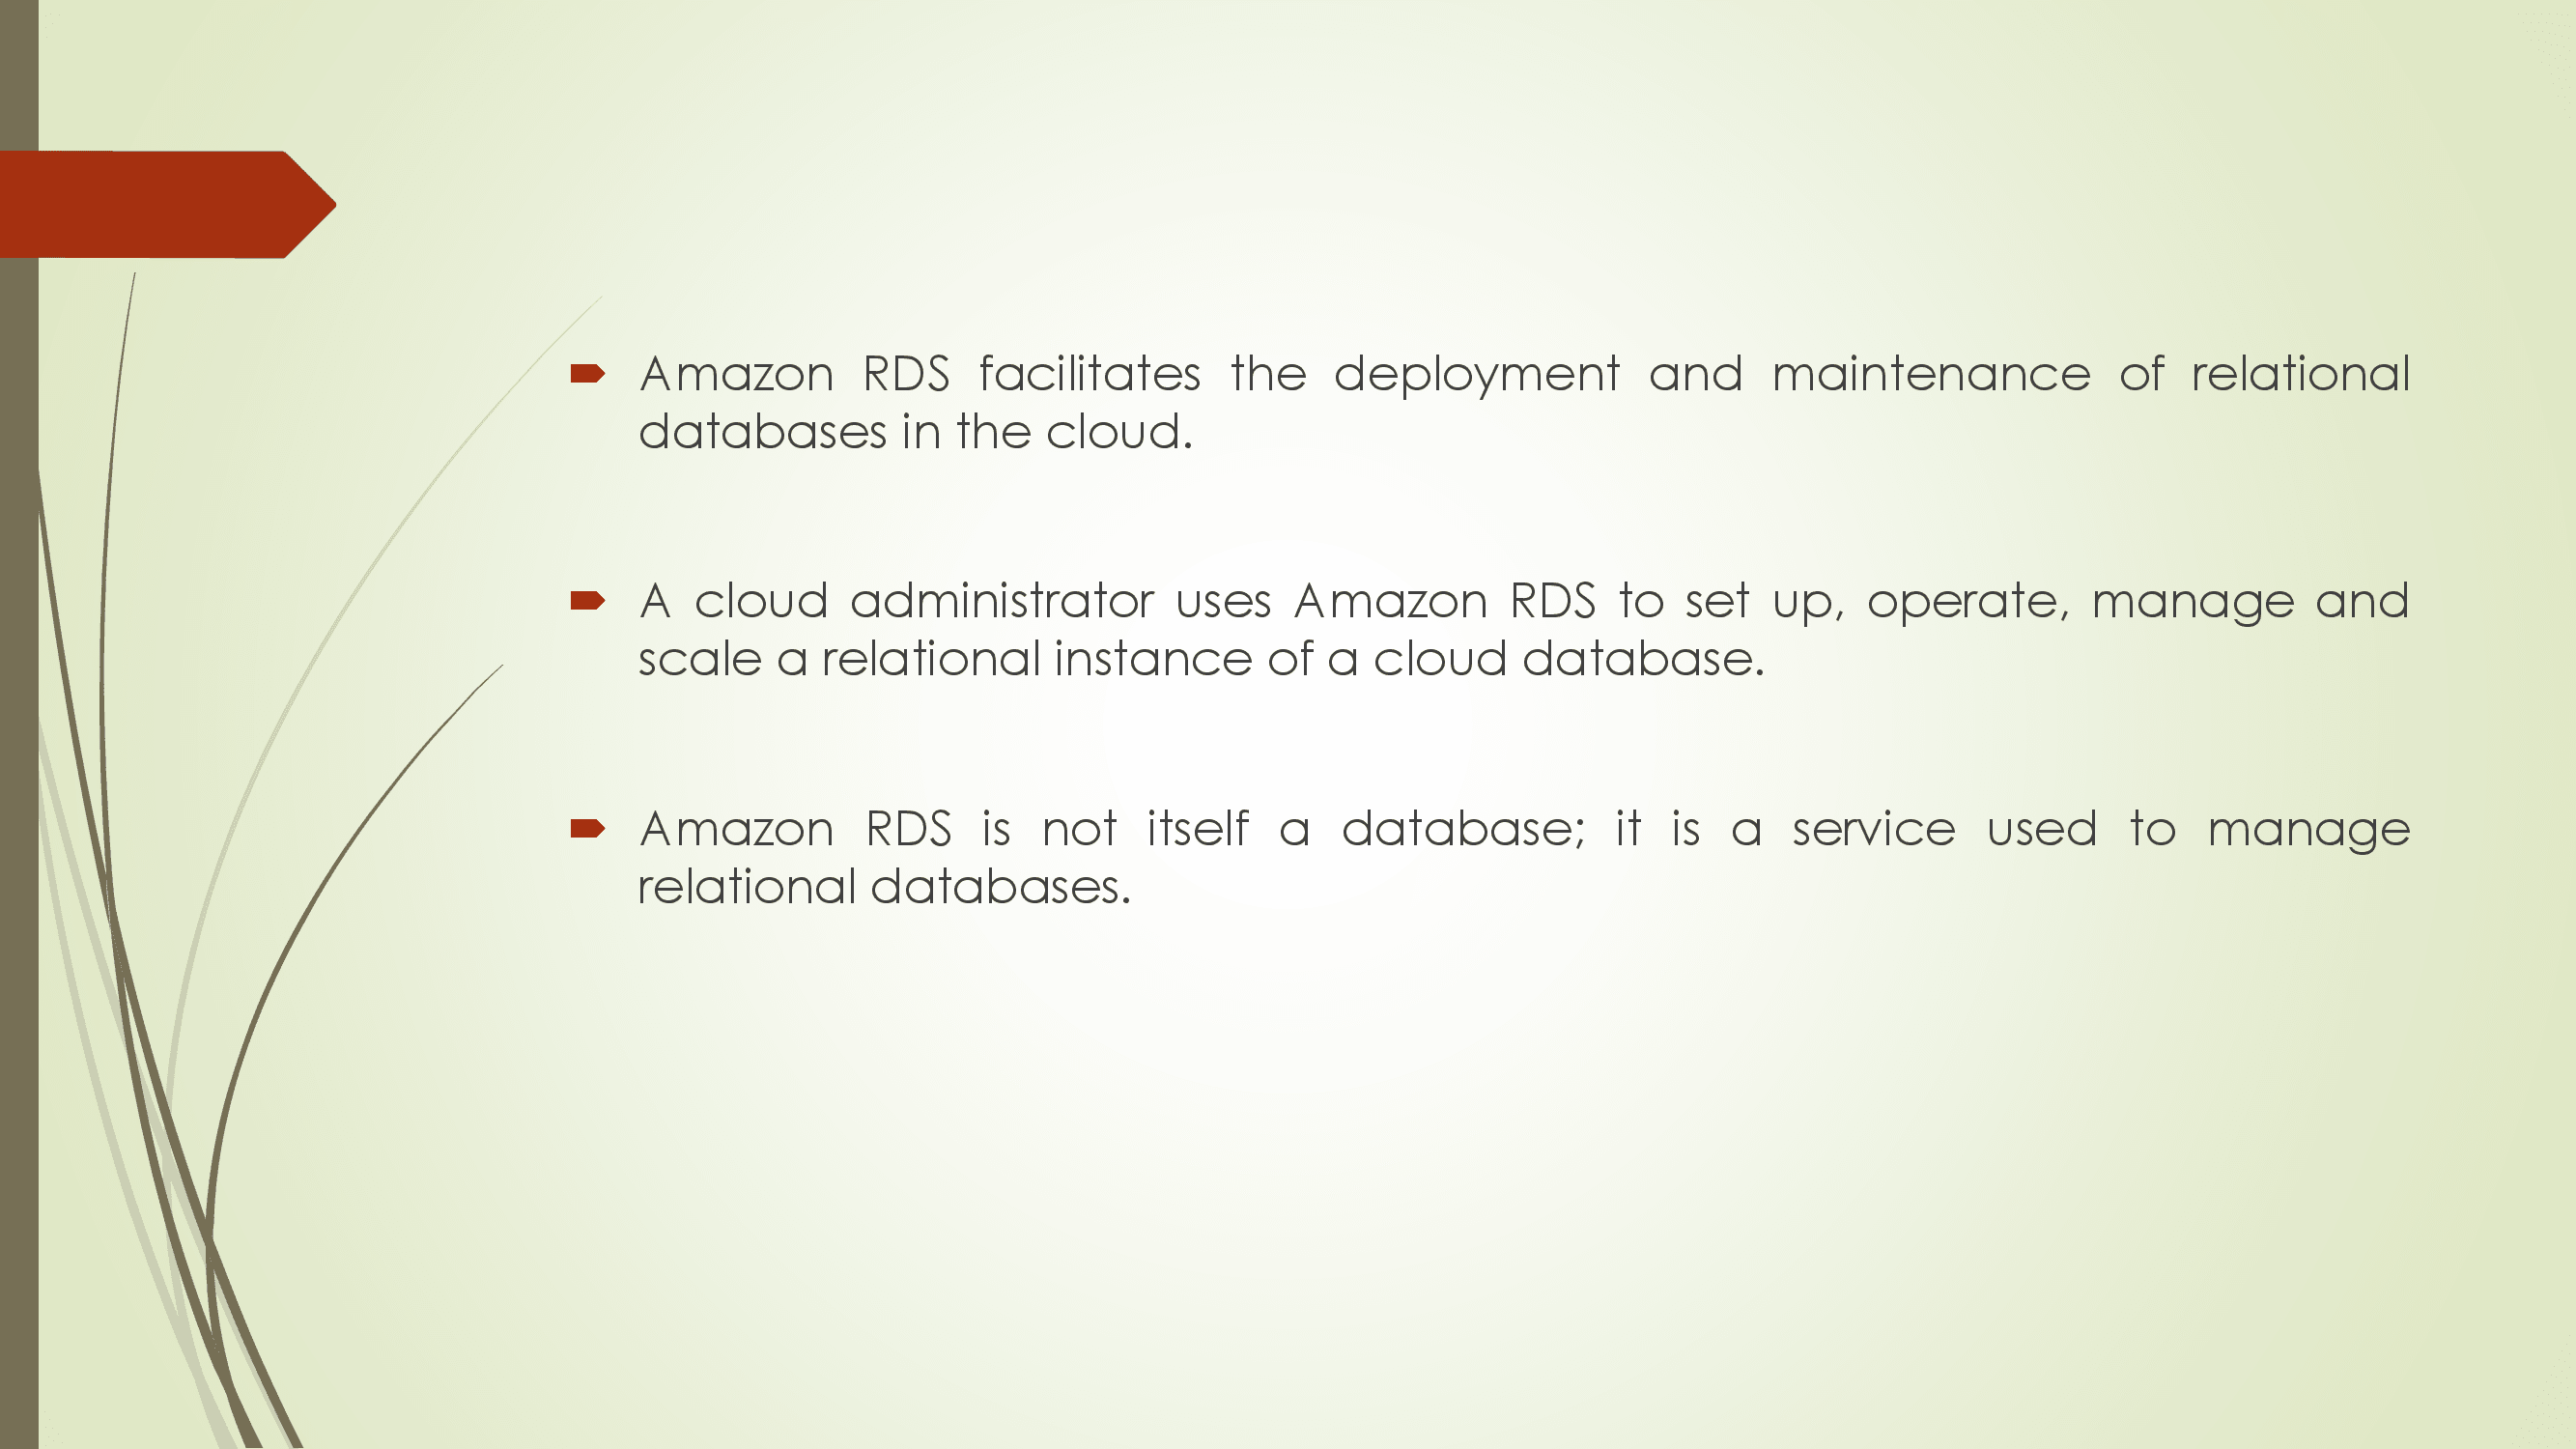 Amazon RDS facilitates the deployment and maintenance of relational
databases in the cloud.
A cloud administrator uses Amazon RDS to set up, operate, manage and
scale a relational instance of a cloud database.
Amazon RDS is not itself a database; it is a service used to manage
relational databases.